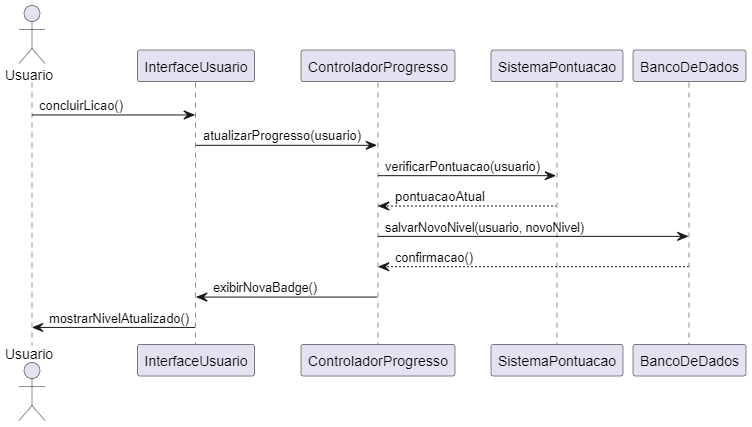 Usuario
InterfaceUsuario
ControladorProgresso
SistemaPontuacao
BancoDeDados
concluirLicao()
atualizarProgresso(usuario)
verificarPontuacao(usuario)
pontuacaoAtual
salvarNovoNivel(usuario, novoNivel)
confirmacao()
exibirNovaBadge()
mostrarNivelAtualizado()
Usuario
InterfaceUsuario
ControladorProgresso
SistemaPontuacao
BancoDeDados